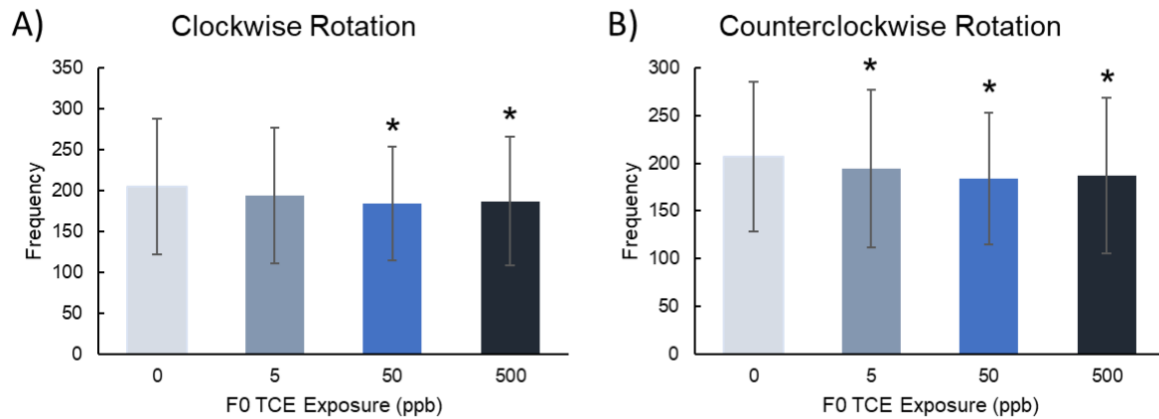 A) Clockwise Rotation
350
300
250
200
150
100
50
0
Frequency
*
*
0 5 50 500
F0 TCE Exposure (ppb)
B) Counterclockwise Rotation
300
250
200
150
100
50
0
Frequency
*
*
*
0 5 50 500
F0 TCE Exposure (ppb)